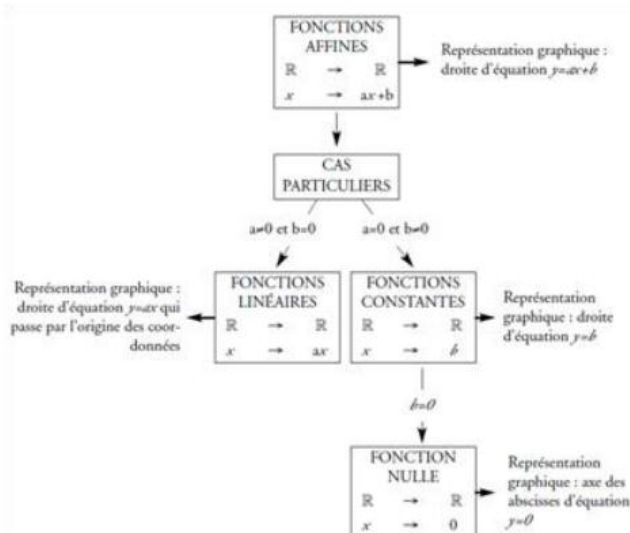 FONCTIONS
AFFINES
ℝ → ℝ
x → ax+b
Représentation graphique :
droite d'équation y=ax+b
CAS
PARTICULIERS
a≠0 et b=0
a=0 et b≠0
Représentation graphique :
droite d'équation y=ax qui
passe par l'origine des coor-
données
FONCTIONS
LINÉAIRES
ℝ → ℝ
x → ax
FONCTIONS
CONSTANTES
ℝ → ℝ
x → b
Représentation
graphique : droite
d'équation y=b
b=0
FONCTION
NULLE
ℝ → ℝ
x → 0
Représentation
graphique : axe des
abscisses d'équation
y=0